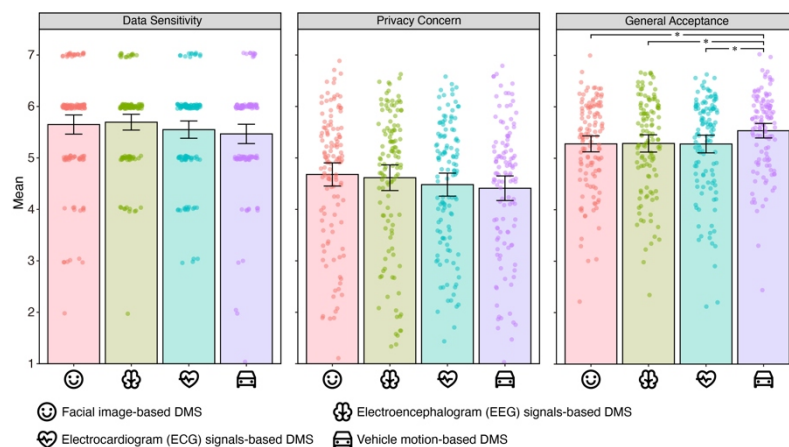 Data Sensitivity
Privacy Concern
General Acceptance
* 
*
*
Mean
7
6
5
4
3
2
1
Facial image-based DMS
Electroencephalogram (EEG) signals-based DMS
Electrocardiogram (ECG) signals-based DMS
Vehicle motion-based DMS